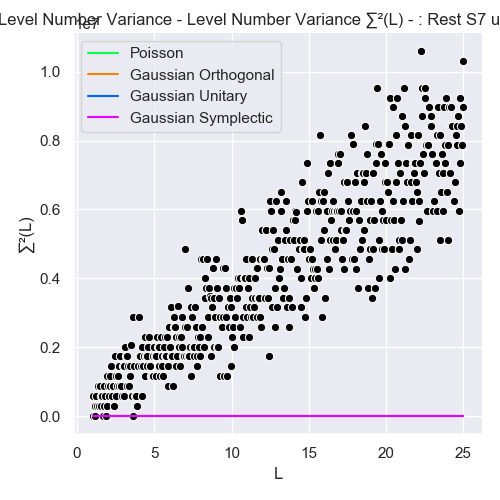 Level Number Variance - Level Number Variance ∑²(L) - : Rest S7 u
1e7
Poisson
Gaussian Orthogonal
Gaussian Unitary
Gaussian Symplectic
1.0
0.8
0.6
0.4
0.2
0.0
∑²(L)
0 5 10 15 20 25
L